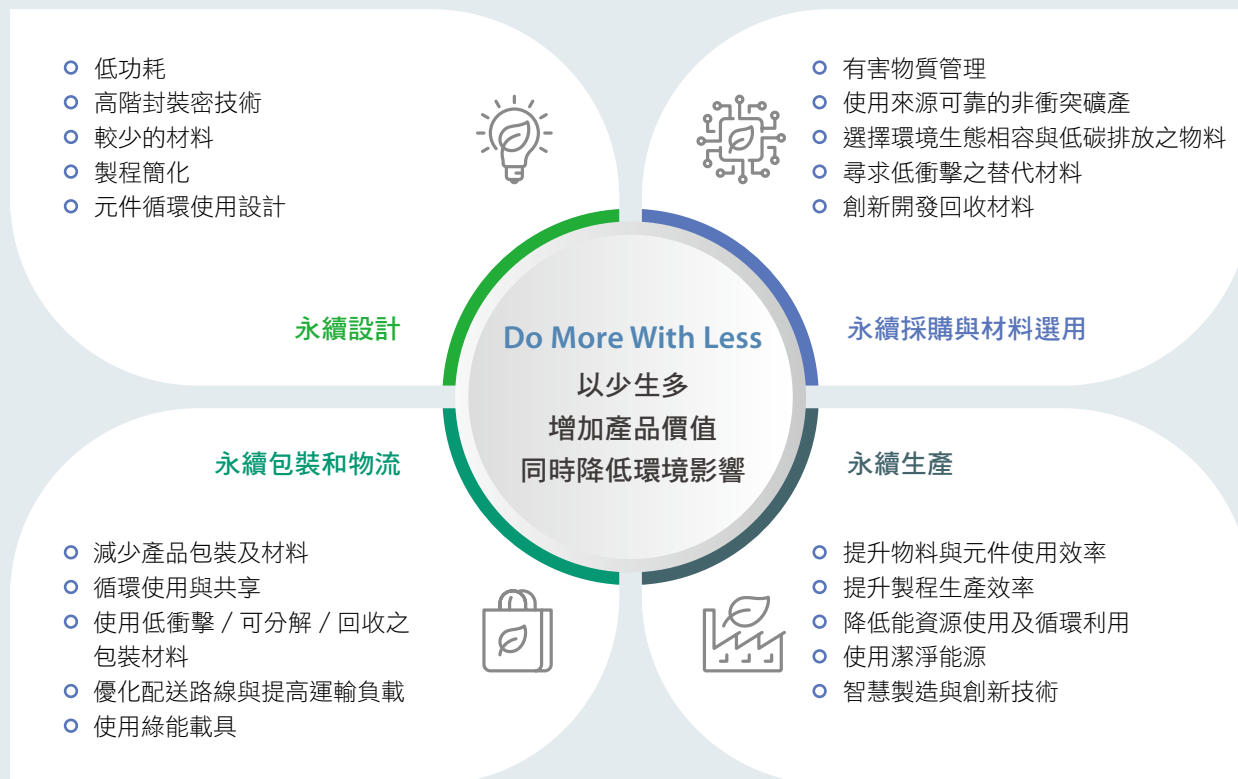 低功耗
高階封裝密技術
較少的材料
製程簡化
元件循環使用設計
永續設計
有害物質管理
使用來源可靠的非衝突礦產
選擇環境生態相容與低碳排放之物料
尋求低衝擊之替代材料
創新開發回收材料
永續採購與材料選用
Do More With Less
以少生多
增加產品價值
同時降低環境影響
永續包裝和物流
減少產品包裝及材料
循環使用與共享
使用低衝擊 / 可分解 / 回收之
包裝材料
優化配送路線與提高運輸負載
使用綠能載具
永續生產
提升物料與元件使用效率
提升製程生產效率
降低能資源使用及循環利用
使用潔淨能源
智慧製造與創新技術